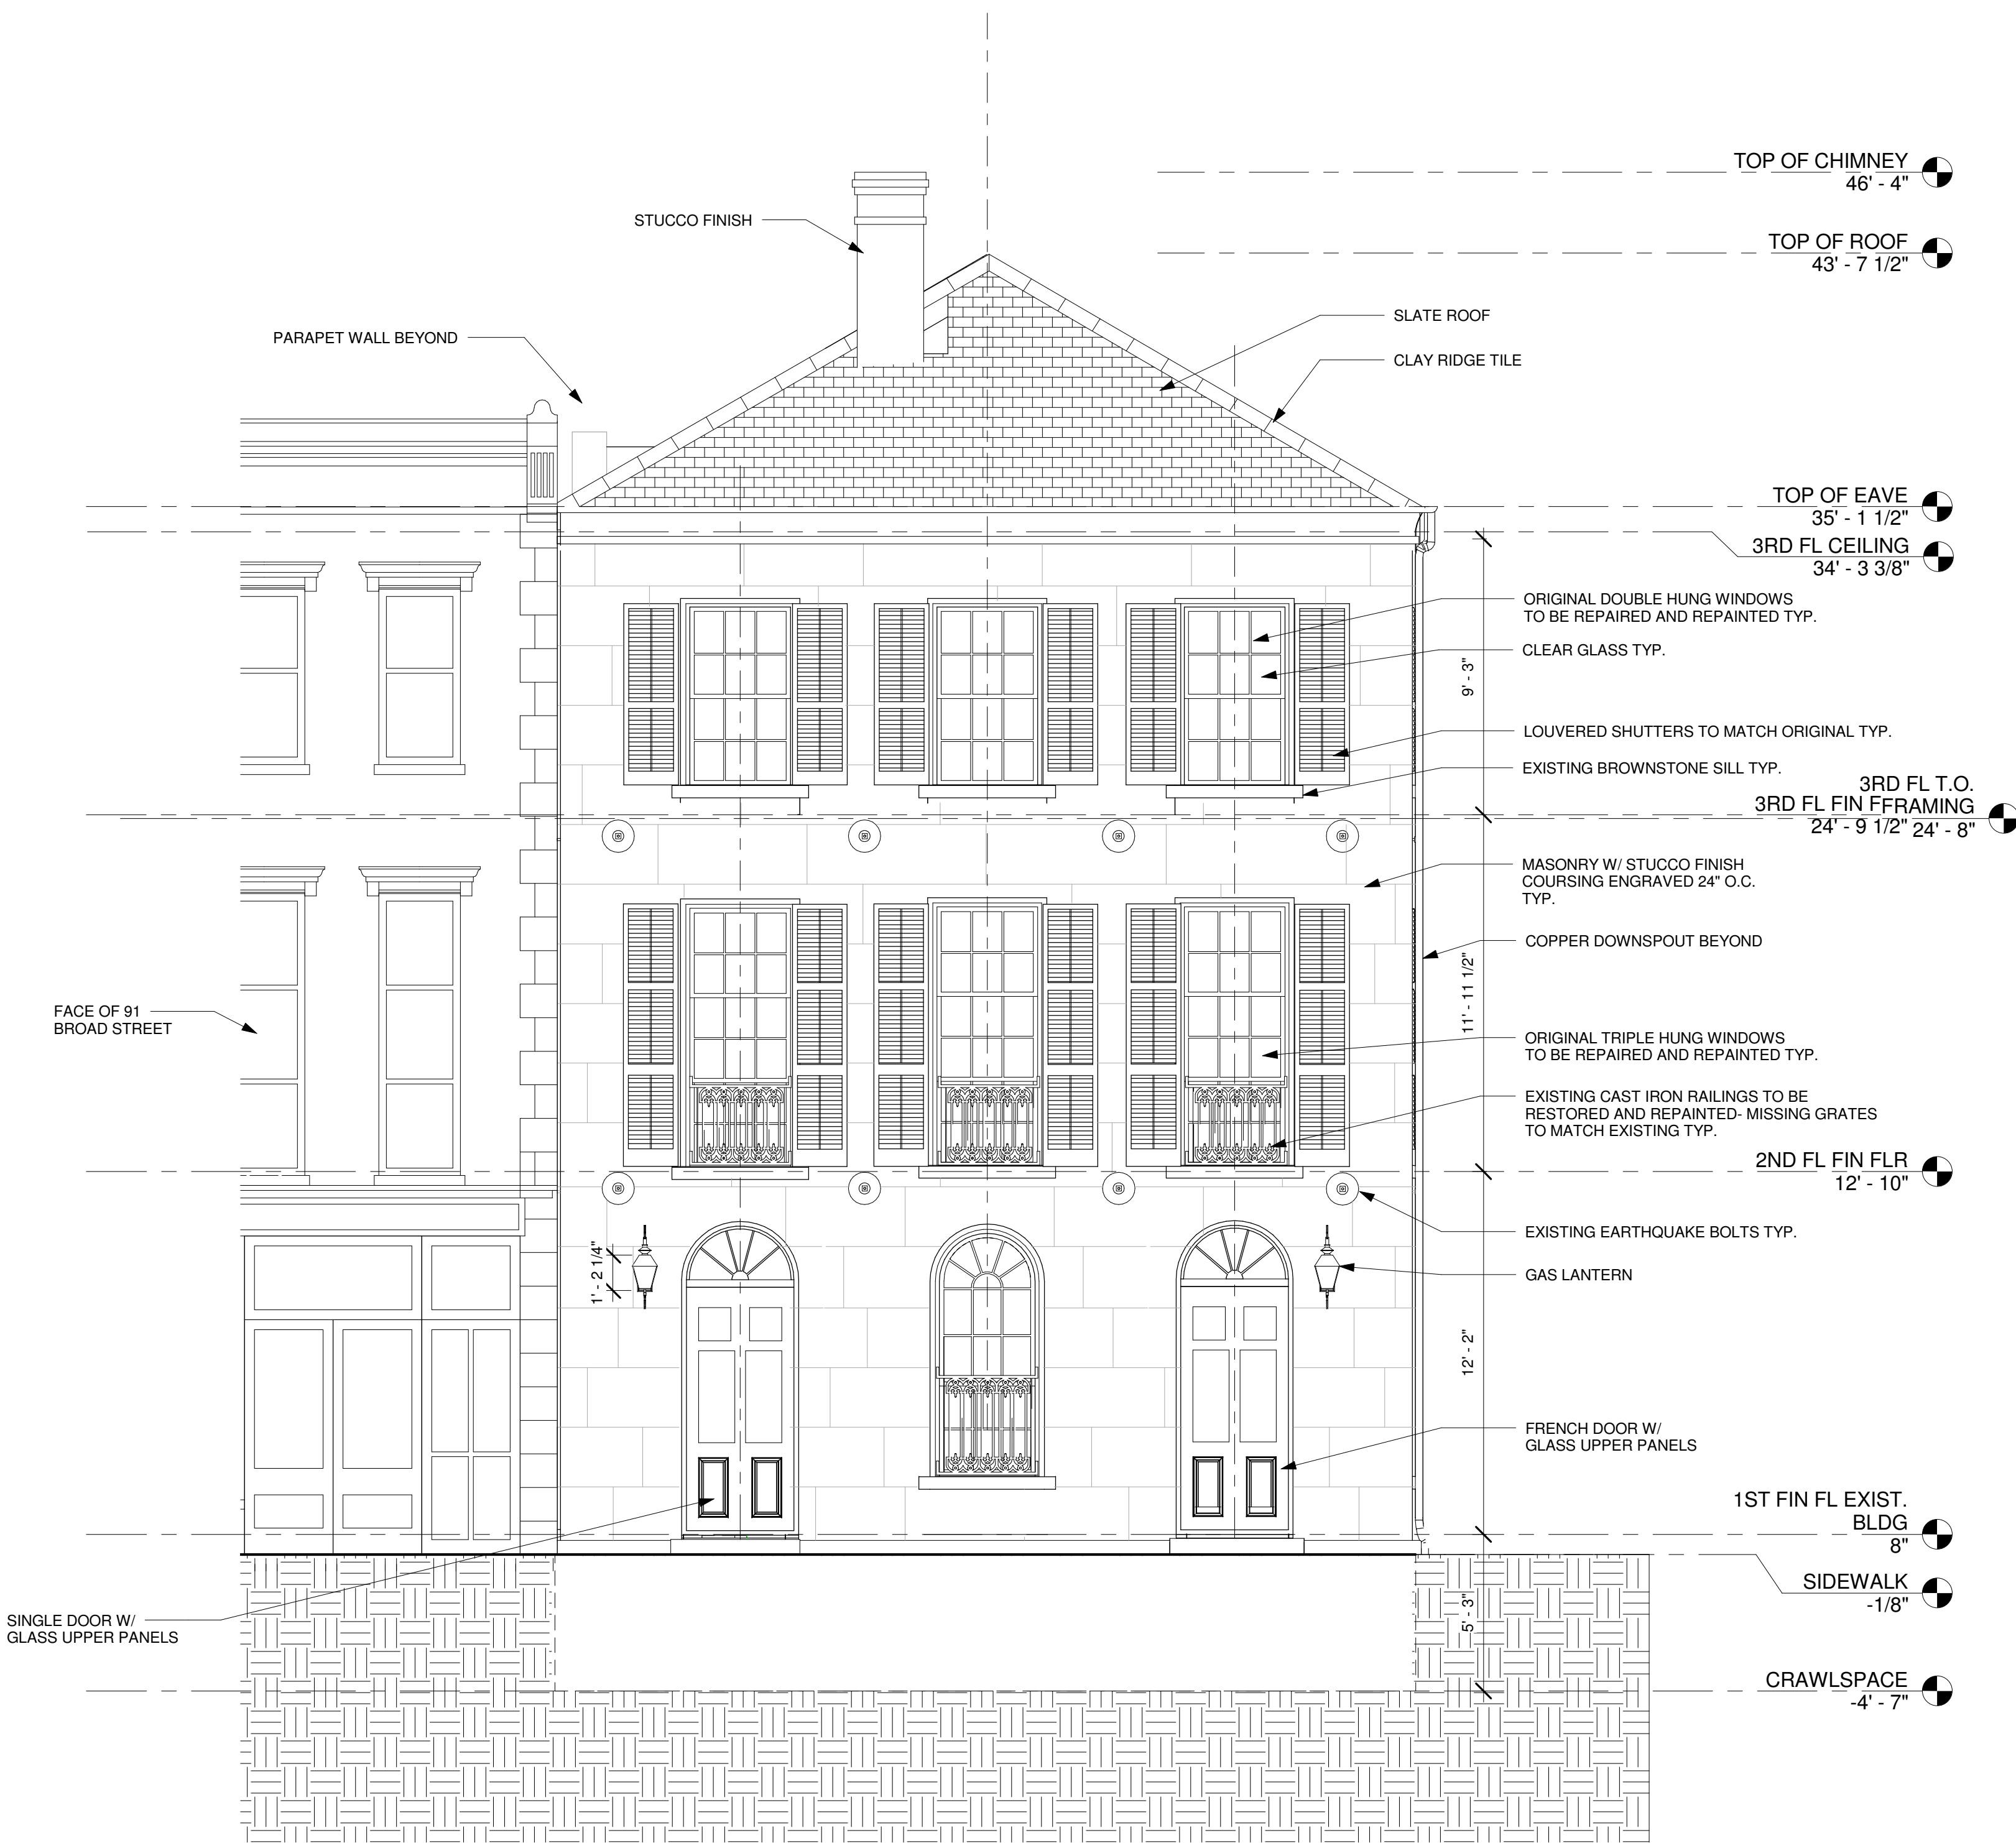 TOP OF CHIMNEY
46' - 4"
STUCCO FINISH
TOP OF ROOF
43' - 7 1/2"
SLATE ROOF
PARAPET WALL BEYOND
CLAY RIDGE TILE
TOP OF EAVE
35' - 1 1/2"
3RD FL CEILING
34' - 3 3/8"
ORIGINAL DOUBLE HUNG WINDOWS
TO BE REPAIRED AND REPAINTED TYP.
CLEAR GLASS TYP.
9' - 3"
LOUVERED SHUTTERS TO MATCH ORIGINAL TYP.
EXISTING BROWNSTONE SILL TYP.
3RD FL T.O.
FRAMING
24' - 8"
3RD FL FIN F
24' - 9 1/2"
MASONRY W/ STUCCO FINISH
COURSING ENGRAVED 24" O.C.
TYP.
COPPER DOWNSPOUT BEYOND
11' - 11 1/2"
FACE OF 91
BROAD STREET
ORIGINAL TRIPLE HUNG WINDOWS
TO BE REPAIRED AND REPAINTED TYP.
EXISTING CAST IRON RAILINGS TO BE
RESTORED AND REPAINTED- MISSING GRATES
TO MATCH EXISTING TYP.
2ND FL FIN FLR
12' - 10"
EXISTING EARTHQUAKE BOLTS TYP.
1' - 2 1/4"
GAS LANTERN
12' - 2"
FRENCH DOOR W/
GLASS UPPER PANELS
1ST FIN FL EXIST.
BLDG
8"
SIDEWALK
-1/8"
SINGLE DOOR W/
GLASS UPPER PANELS
5' - 3"
CRAWLSPACE
-4' - 7"